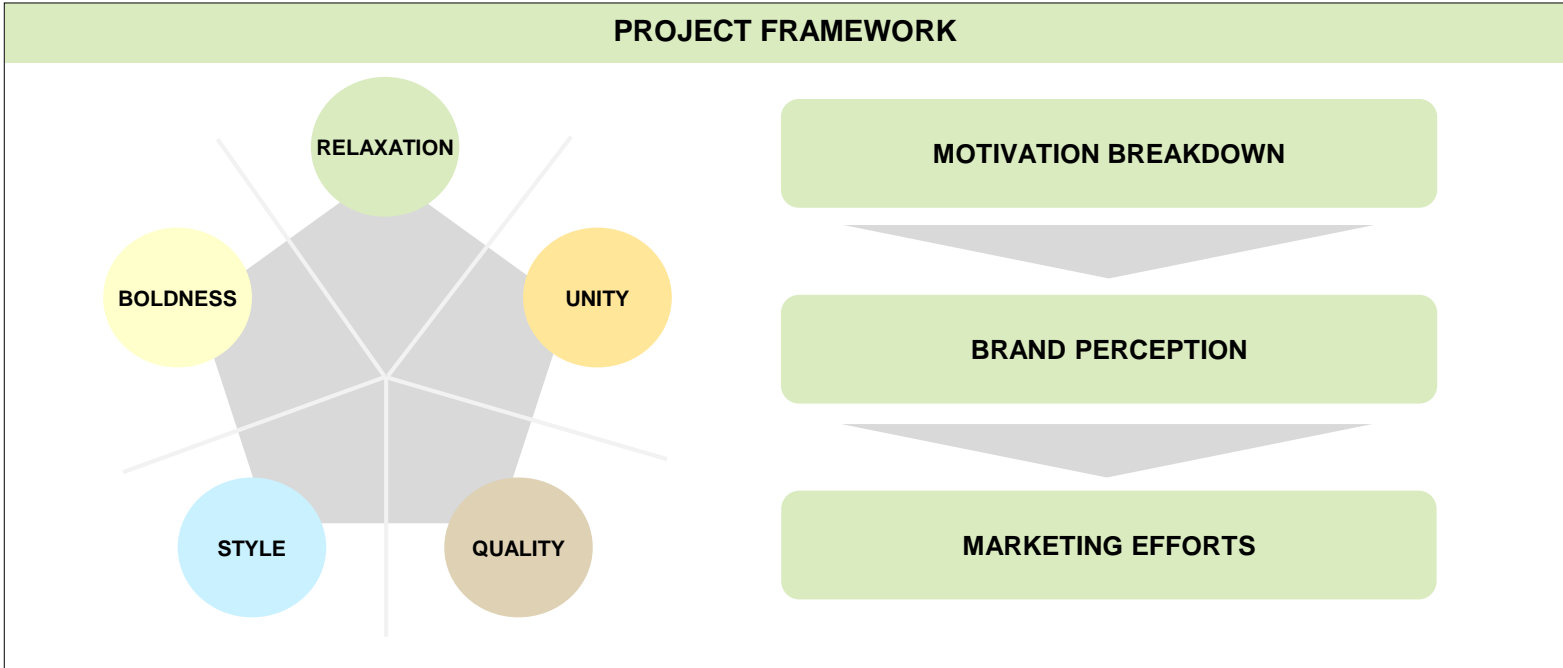 PROJECT FRAMEWORK
RELAXATION
BOLDNESS
UNITY
STYLE
QUALITY
MOTIVATION BREAKDOWN
BRAND PERCEPTION
MARKETING EFFORTS